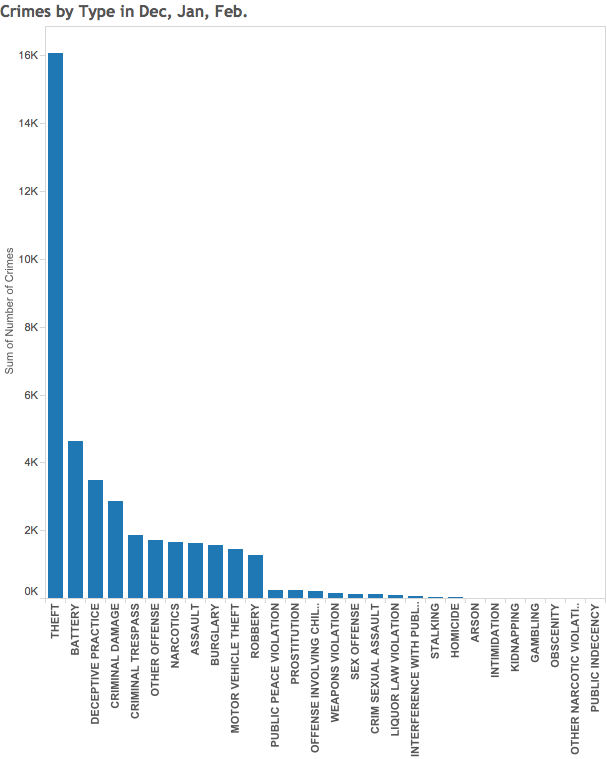 Crimes by Type in Dec, Jan, Feb.
Sum of Number of Crimes
16K
14K
12K
10K
8K
6K
4K
2K
0K
THEFT
BATTERY
DECEPTIVE PRACTICE
CRIMINAL DAMAGE
CRIMINAL TRESPASS
OTHER OFFENSE
NARCOTICS
ASSAULT
BURGLARY
MOTOR VEHICLE THEFT
ROBBERY
PUBLIC PEACE VIOLATION
PROSTITUTION
OFFENSE INVOLVING CHIL..
WEAPONS VIOLATION
SEX OFFENSE
CRIM SEXUAL ASSAULT
LIQUOR LAW VIOLATION
INTERFERENCE WITH PUBL..
STALKING
HOMICIDE
ARSON
INTIMIDATION
KIDNAPPING
GAMBLING
OBSCENITY
OTHER NARCOTIC VIOLATI..
PUBLIC INDECENCY